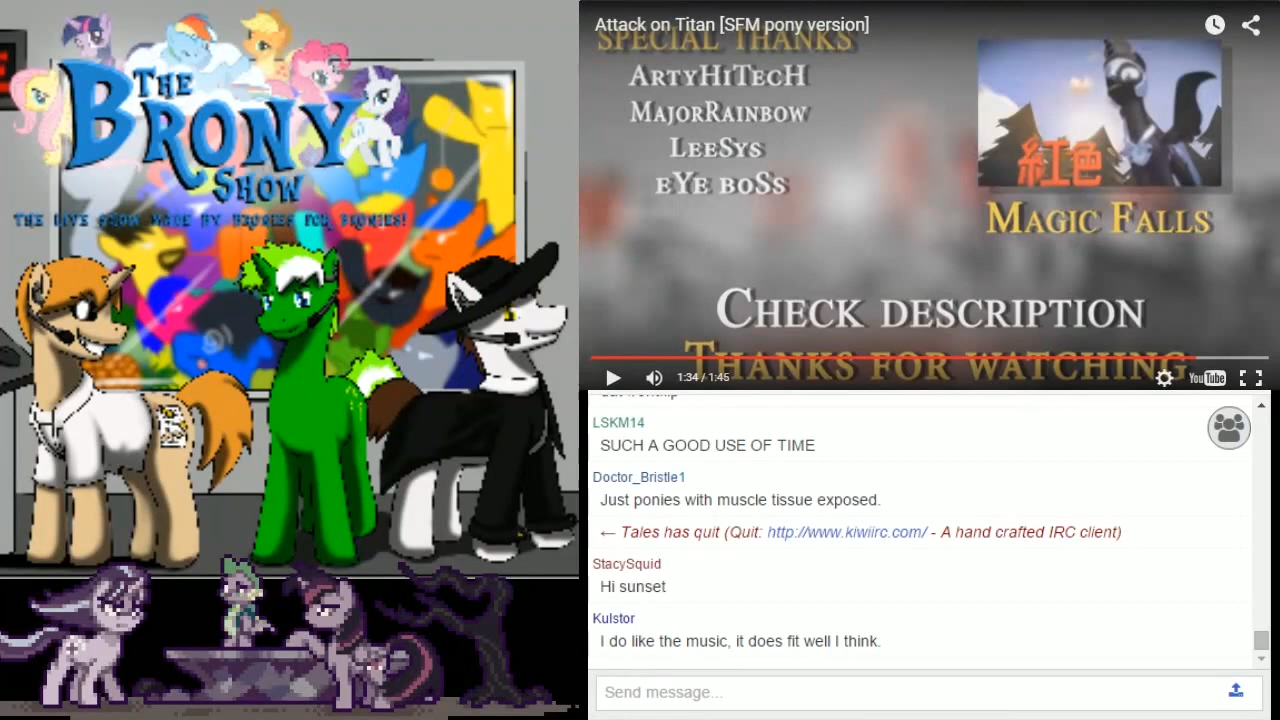 THE
BRONY
SHOW
THE LIVE SHOW MADE BY BRONIES FOR BRONIES!
Attack on Titan [SFM pony version]
SPECIAL THANKS
ArtyHiTecH
MajorRainbow
LeeSys
eYe boSs
紅色
Magic Falls
Check description
Thanks for watching
1:34 / 1:45
YouTube
LSKM14
SUCH A GOOD USE OF TIME
Doctor_Bristle1
Just ponies with muscle tissue exposed.
← Tales has quit (Quit: http://www.kiwiirc.com/ - A hand crafted IRC client)
StacySquid
Hi sunset
Kulstor
I do like the music, it does fit well I think.
Send message...